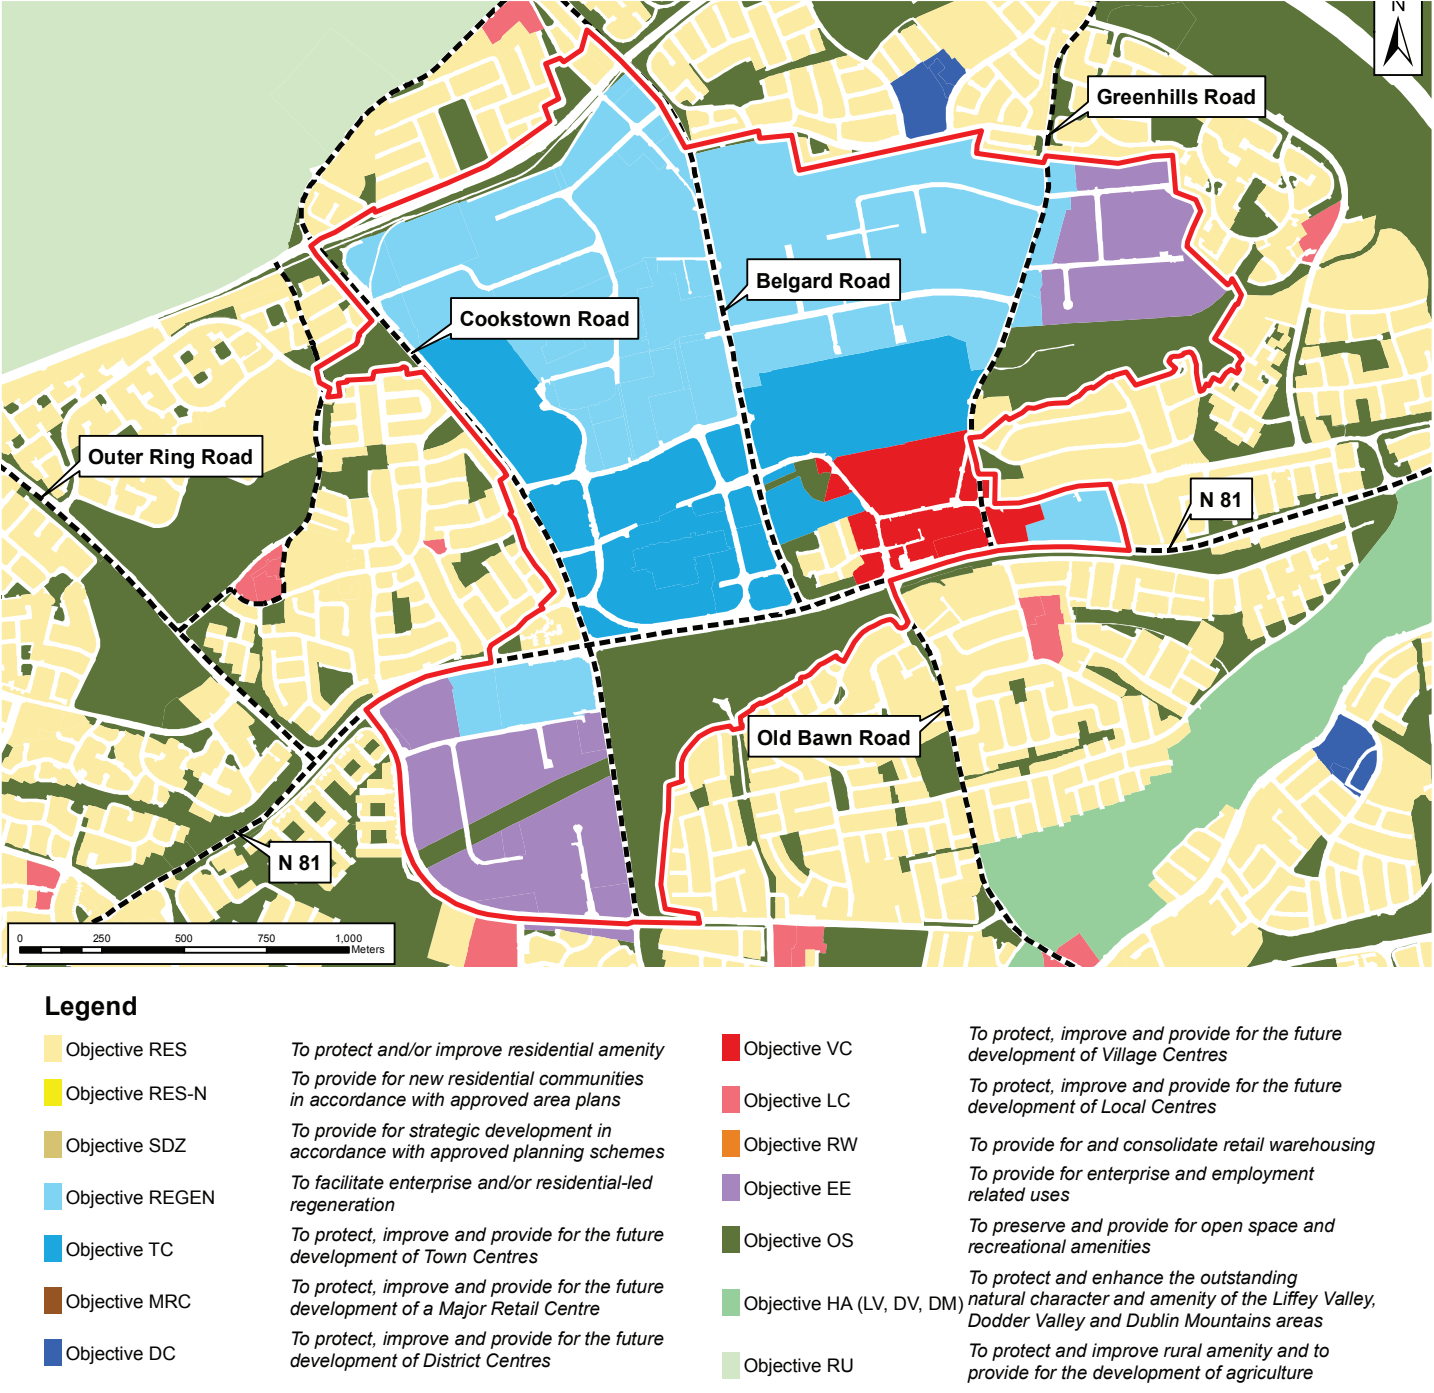 N
Greenhills Road
Belgard Road
Cookstown Road
Outer Ring Road
N 81
Old Bawn Road
N 81
0 250 500 750 1,000
Meters
Legend
Objective RES
To protect and/or improve residential amenity
Objective RES-N
To provide for new residential communities
in accordance with approved area plans
Objective SDZ
To provide for strategic development in
accordance with approved planning schemes
Objective REGEN
To facilitate enterprise and/or residential-led
regeneration
Objective TC
To protect, improve and provide for the future
development of Town Centres
Objective MRC
To protect, improve and provide for the future
development of a Major Retail Centre
Objective DC
To protect, improve and provide for the future
development of District Centres
Objective VC
To protect, improve and provide for the future
development of Village Centres
Objective LC
To protect, improve and provide for the future
development of Local Centres
Objective RW
To provide for and consolidate retail warehousing
Objective EE
To provide for enterprise and employment
related uses
Objective OS
To preserve and provide for open space and
recreational amenities
Objective HA (LV, DV, DM)
To protect and enhance the outstanding
natural character and amenity of the Liffey Valley,
Dodder Valley and Dublin Mountains areas
Objective RU
To protect and improve rural amenity and to
provide for the development of agriculture